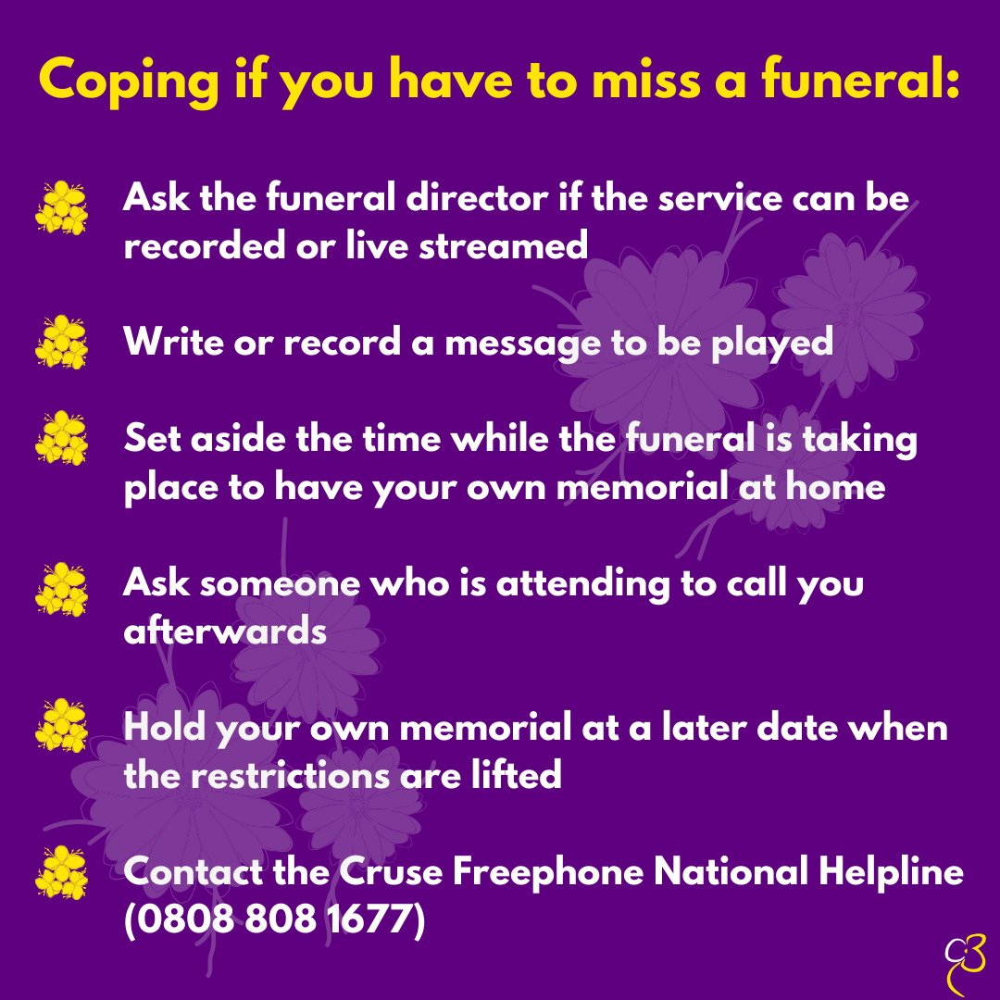 Coping if you have to miss a funeral:
Ask the funeral director if the service can be
recorded or live streamed
Write or record a message to be played
Set aside the time while the funeral is taking
place to have your own memorial at home
Ask someone who is attending to call you
afterwards
Hold your own memorial at a later date when
the restrictions are lifted
Contact the Cruse Freephone National Helpline
(0808 808 1677)